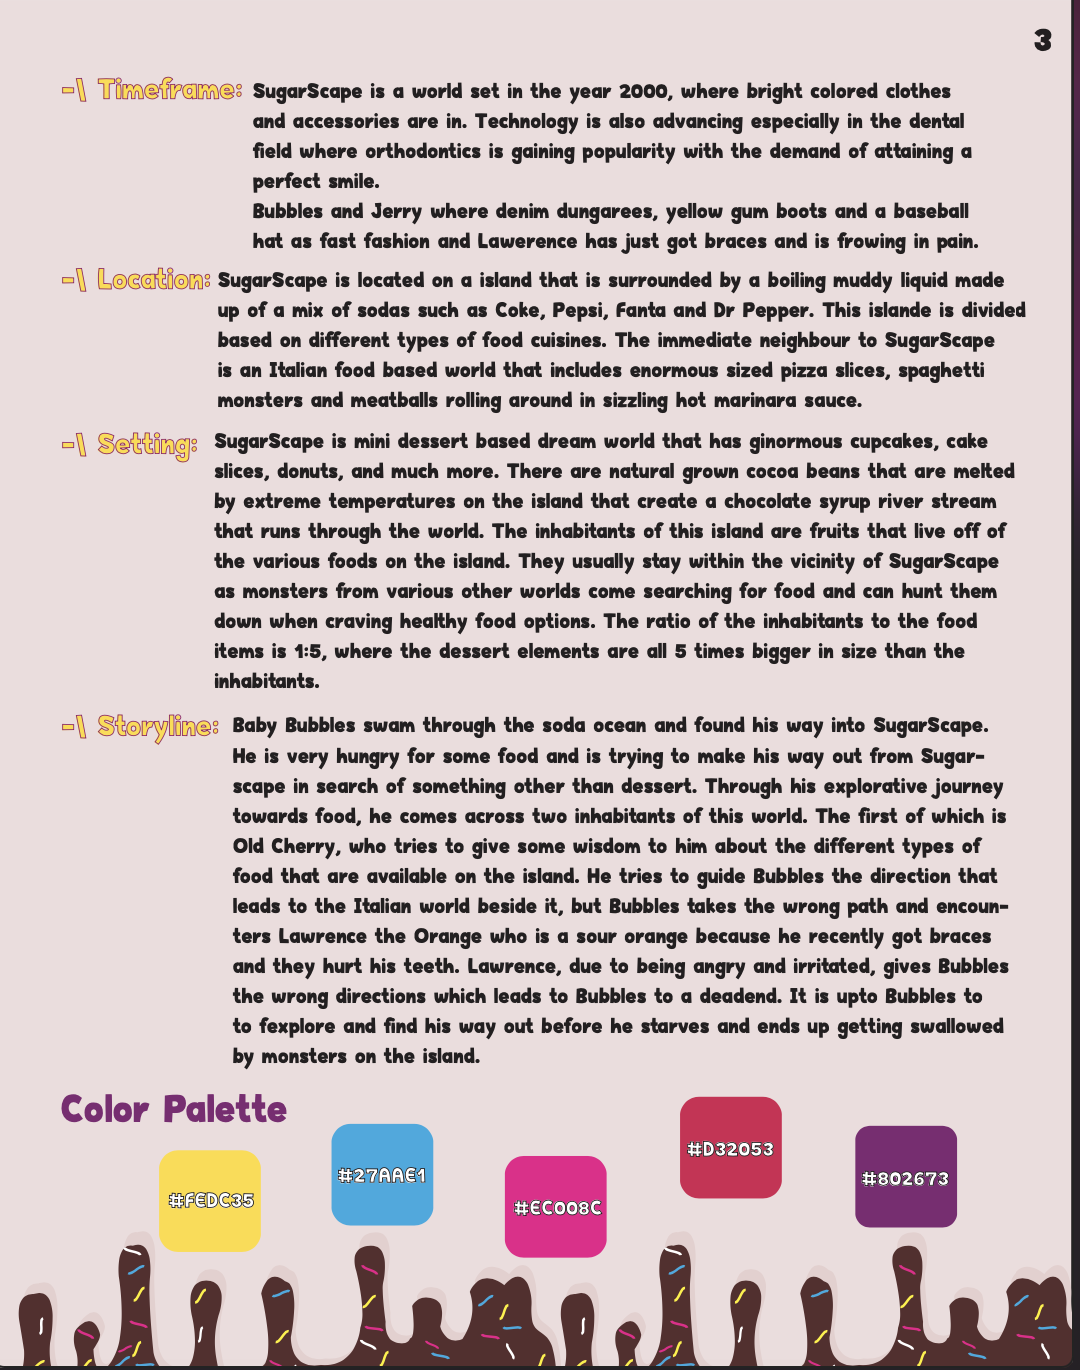 3
-\ Timeframe: SugarScape is a world set in the year 2000, where bright colored clothes
and accessories are in. Technology is also advancing especially in the dental
field where orthodontics is gaining popularity with the demand of attaining a
perfect smile.
Bubbles and Jerry where denim dungarees, yellow gum boots and a baseball
hat as fast fashion and Lawerence has just got braces and is frowing in pain.
-\ Location: SugarScape is located on a island that is surrounded by a boiling muddy liquid made
up of a mix of sodas such as Coke, Pepsi, Fanta and Dr Pepper. This islande is divided
based on different types of food cuisines. The immediate neighbour to SugarScape
is an Italian food based world that includes enormous sized pizza slices, spaghetti
monsters and meatballs rolling around in sizzling hot marinara sauce.
-\ Setting: SugarScape is mini dessert based dream world that has ginormous cupcakes, cake
slices, donuts, and much more. There are natural grown cocoa beans that are melted
by extreme temperatures on the island that create a chocolate syrup river stream
that runs through the world. The inhabitants of this island are fruits that live off of
the various foods on the island. They usually stay within the vicinity of SugarScape
as monsters from various other worlds come searching for food and can hunt them
down when craving healthy food options. The ratio of the inhabitants to the food
items is 1:5, where the dessert elements are all 5 times bigger in size than the
inhabitants.
-\ Storyline: Baby Bubbles swam through the soda ocean and found his way into SugarScape.
He is very hungry for some food and is trying to make his way out from Sugar-
scape in search of something other than dessert. Through his explorative journey
towards food, he comes across two inhabitants of this world. The first of which is
Old Cherry, who tries to give some wisdom to him about the different types of
food that are available on the island. He tries to guide Bubbles the direction that
leads to the Italian world beside it, but Bubbles takes the wrong path and encoun-
ters Lawrence the Orange who is a sour orange because he recently got braces
and they hurt his teeth. Lawrence, due to being angry and irritated, gives Bubbles
the wrong directions which leads to Bubbles to a deadend. It is upto Bubbles to
to fexplore and find his way out before he starves and ends up getting swallowed
by monsters on the island.
Color Palette
#FEDC35
#27AAE1
#EC008C
#D32053
#802673